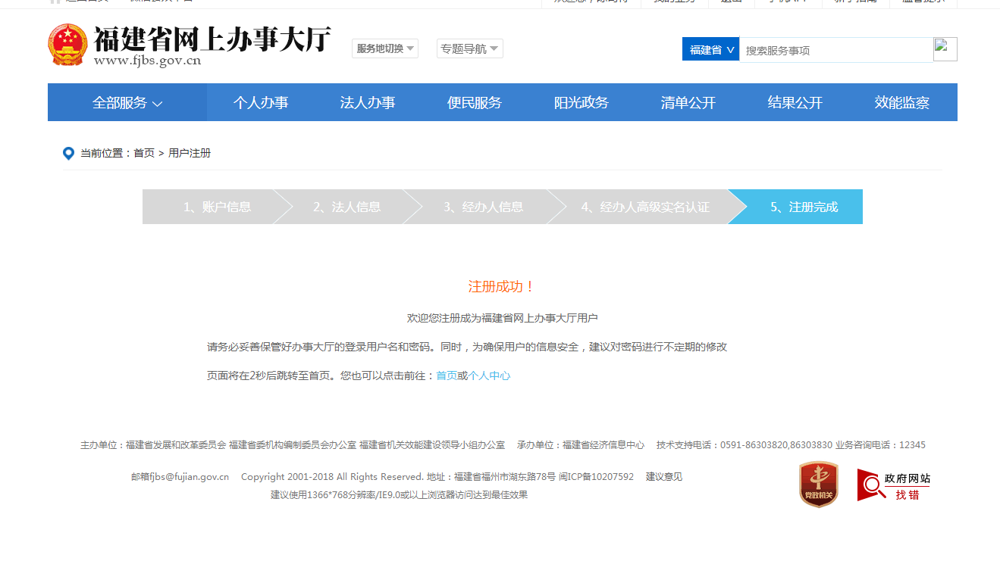 福建省网上办事大厅
www.fjbs.gov.cn
服务地切换
专题导航
福建省
搜索服务事项
全部服务 个人办事 法人办事 便民服务 阳光政务 清单公开 结果公开 效能监察
当前位置：首页 > 用户注册
1、账户信息 2、法人信息 3、经办人信息 4、经办人高级实名认证 5、注册完成
注册成功！
欢迎您注册成为福建省网上办事大厅用户
请务必妥善保管好办事大厅的登录用户名和密码。同时，为确保用户的信息安全，建议对密码进行不定期的修改
页面将在2秒后跳转至首页。您也可以点击前往：首页或个人中心
主办单位：福建省发展和改革委员会 福建省委机构编制委员会办公室 福建省机关效能建设领导小组办公室 承办单位：福建省经济信息中心 技术支持电话：0591-86303820,86303830 业务咨询电话：12345
邮箱fjbs@fujian.gov.cn Copyright 2001-2018 All Rights Reserved. 地址：福建省福州市湖东路78号 闽ICP备10207592 建议意见
建议使用1366*768分辨率/IE9.0或以上浏览器访问达到最佳效果
党政机关
政府网站
找错